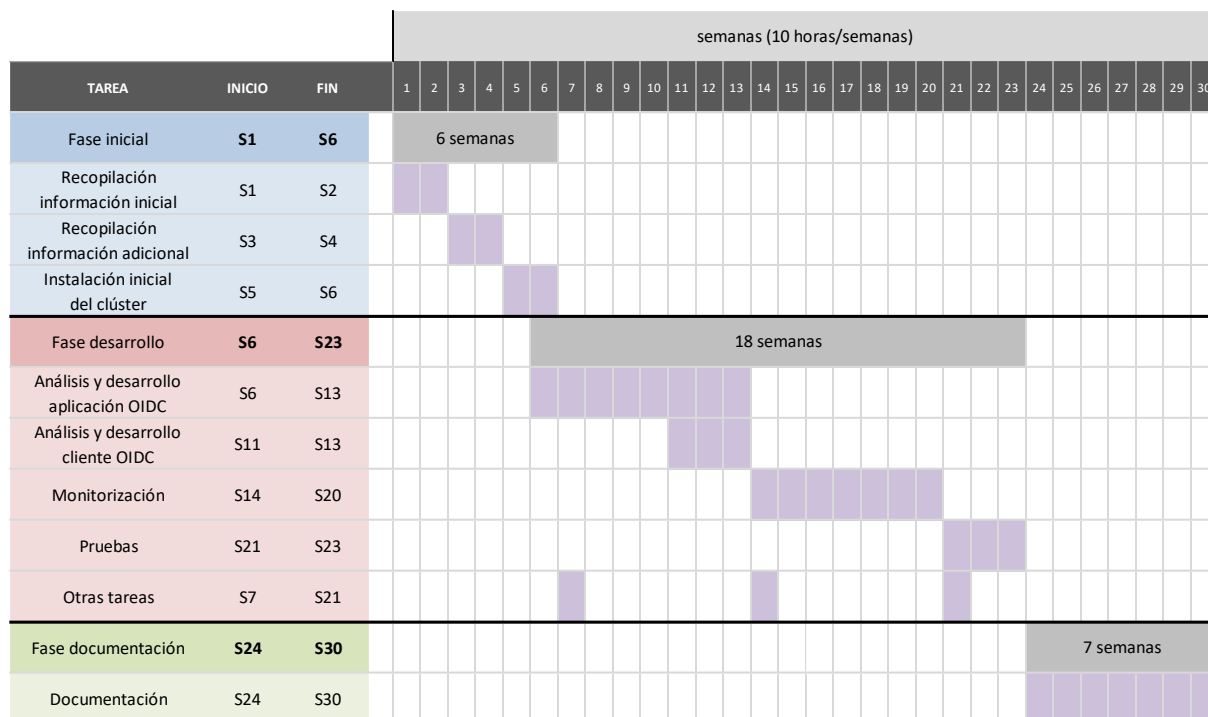 semanas (10 horas/semanas)
TAREA INICIO FIN 1 2 3 4 5 6 7 8 9 10 11 12 13 14 15 16 17 18 19 20 21 22 23 24 25 26 27 28 29 30
Fase inicial S1 S6 6 semanas
Recopilación
información inicial S1 S2
Recopilación
información adicional S3 S4
Instalación inicial
del clúster S5 S6
Fase desarrollo S6 S23 18 semanas
Análisis y desarrollo
aplicación OIDC S6 S13
Análisis y desarrollo
cliente OIDC S11 S13
Monitorización S14 S20
Pruebas S21 S23
Otras tareas S7 S21
Fase documentación S24 S30 7 semanas
Documentación S24 S30